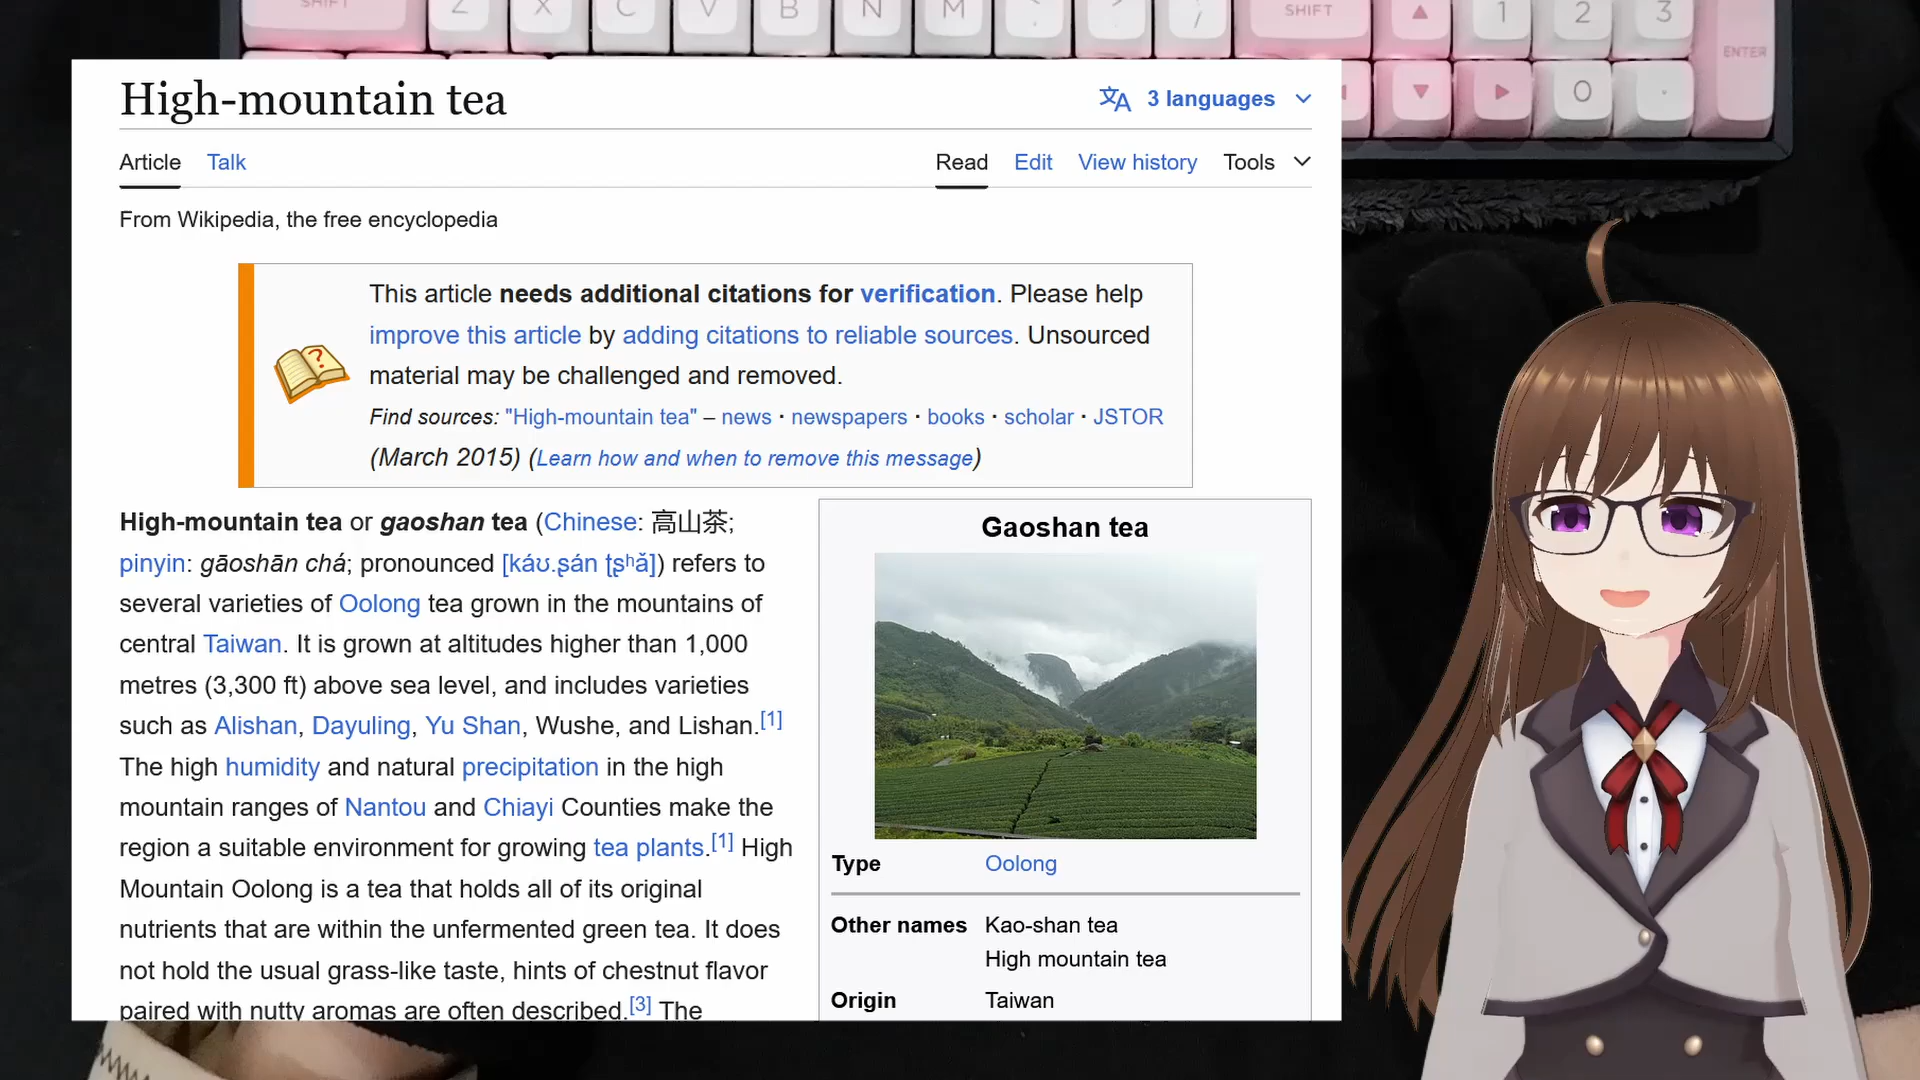 SHIFT Z X C V B N M / SHIFT 1 2 3
ENTER
0 .
High-mountain tea
文A 3 languages
Article Talk Read Edit View history Tools
From Wikipedia, the free encyclopedia
This article needs additional citations for verification. Please help
improve this article by adding citations to reliable sources. Unsourced
material may be challenged and removed.
Find sources: "High-mountain tea" – news · newspapers · books · scholar · JSTOR
(March 2015) (Learn how and when to remove this message)
High-mountain tea or gaoshan tea (Chinese: 高山茶;
pinyin: gāoshān chá; pronounced [káʊ.ʂán ʈʂʰǎ]) refers to
several varieties of Oolong tea grown in the mountains of
central Taiwan. It is grown at altitudes higher than 1,000
metres (3,300 ft) above sea level, and includes varieties
such as Alishan, Dayuling, Yu Shan, Wushe, and Lishan.[1]
The high humidity and natural precipitation in the high
mountain ranges of Nantou and Chiayi Counties make the
region a suitable environment for growing tea plants.[1] High
Mountain Oolong is a tea that holds all of its original
nutrients that are within the unfermented green tea. It does
not hold the usual grass-like taste, hints of chestnut flavor
paired with nutty aromas are often described.[3] The
Gaoshan tea
Type Oolong
Other names Kao-shan tea
High mountain tea
Origin Taiwan